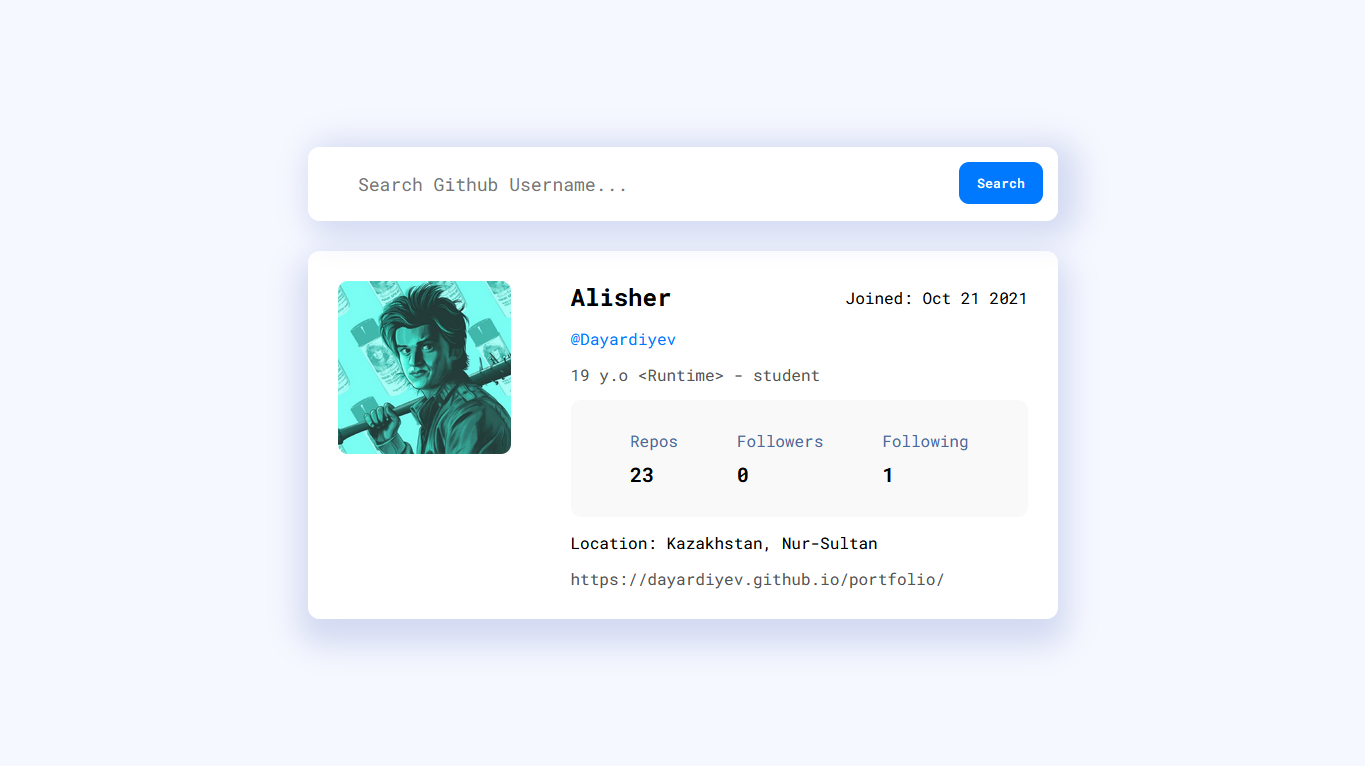 Search Github Username...
Search
Alisher
Joined: Oct 21 2021
@Dayardiyev
19 y.o <Runtime> - student
Repos
Followers
Following
23
0
1
Location: Kazakhstan, Nur-Sultan
https://dayardiyev.github.io/portfolio/